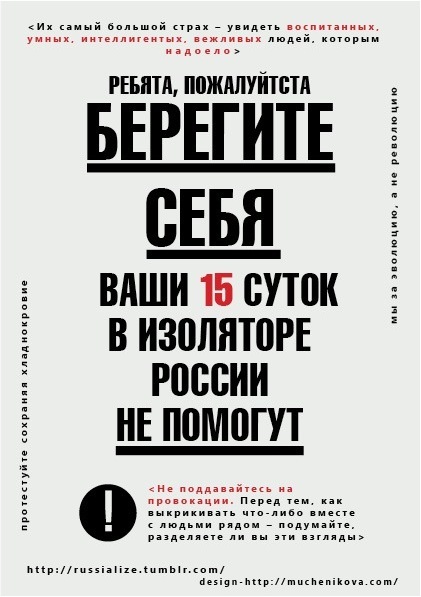 <Их самый большой страх – увидеть воспитанных,
умных, интеллигентых, вежливых людей, которым
надоело>
РЕБЯТА, ПОЖАЛУЙТСТА
БЕРЕГИТЕ
СЕБЯ
ВАШИ 15 СУТОК
В ИЗОЛЯТОРЕ
РОССИИ
НЕ ПОМОГУТ
мы за эволюцию, а не революцию
протестуйте сохраняя хладнокровие
!
<Не поддавайтесь на
провокации. Перед тем, как
выкрикивать что-либо вместе
с людьми рядом – подумайте,
разделяете ли вы эти взгляды>
http://russialize.tumblr.com/
design-http://muchenikova.com/